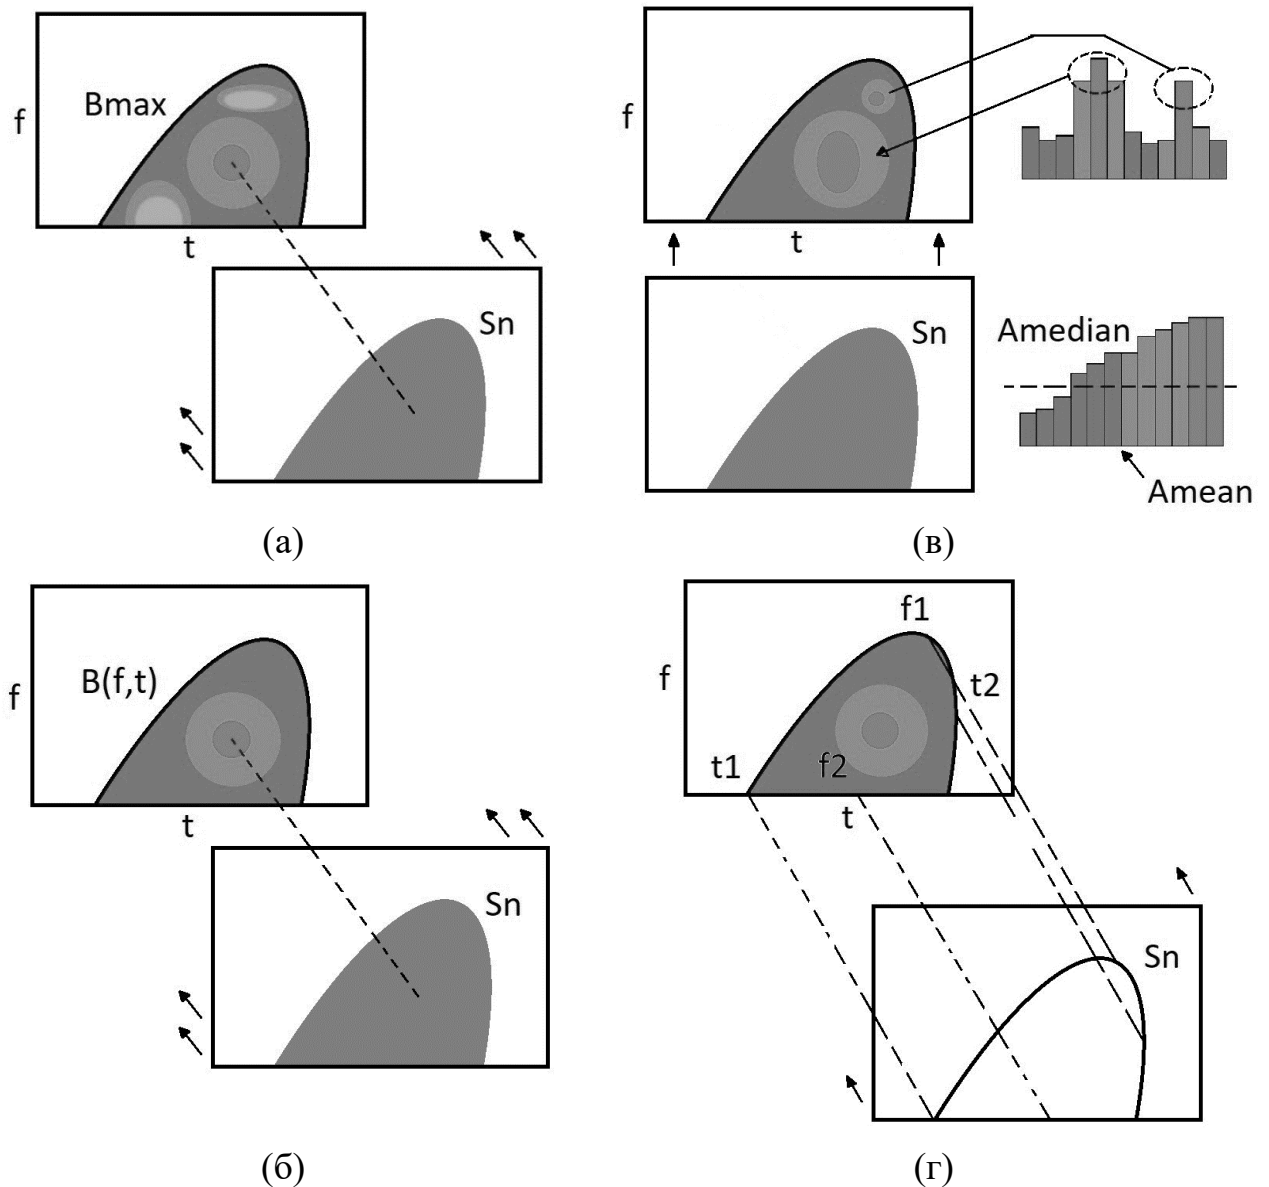 Bmax
f
t
Sn
(а)
f
t
Sn
Amedian
Amean
(в)
B(f,t)
f
t
Sn
(б)
f1
f
t2
t1
f2
t
Sn
(г)